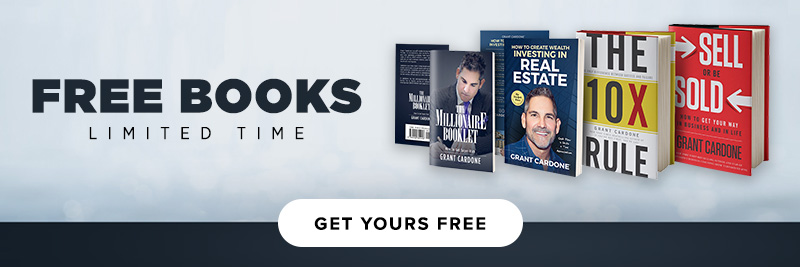 FREE BOOKS
LIMITED TIME
GRANT CARDONE
THE
MILLIONAIRE
BOOKLET
GRANT CARDONE
HOW TO CREATE WEALTH
INVESTING IN
REAL
ESTATE
GRANT CARDONE
THE
10X
GRANT CARDONE
RULE
SELL
OR BE
SOLD
HOW TO GET YOUR WAY
IN BUSINESS AND IN LIFE
GRANT CARDONE
GET YOURS FREE